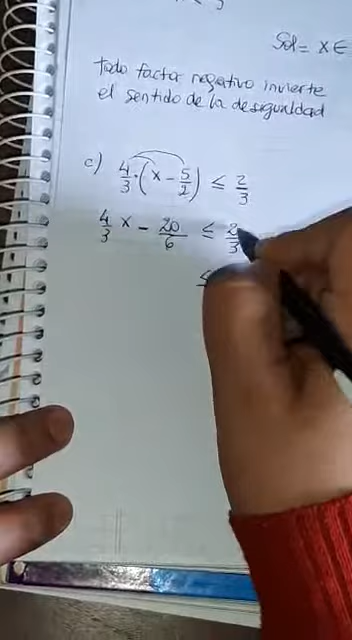 Sol = x ∈
todo factor negativo invierte
el sentido de la desigualdad
c) 4/3 · (x - 5/2) ≤ 2/3
4/3 x - 20/6 ≤ 2/3
≤